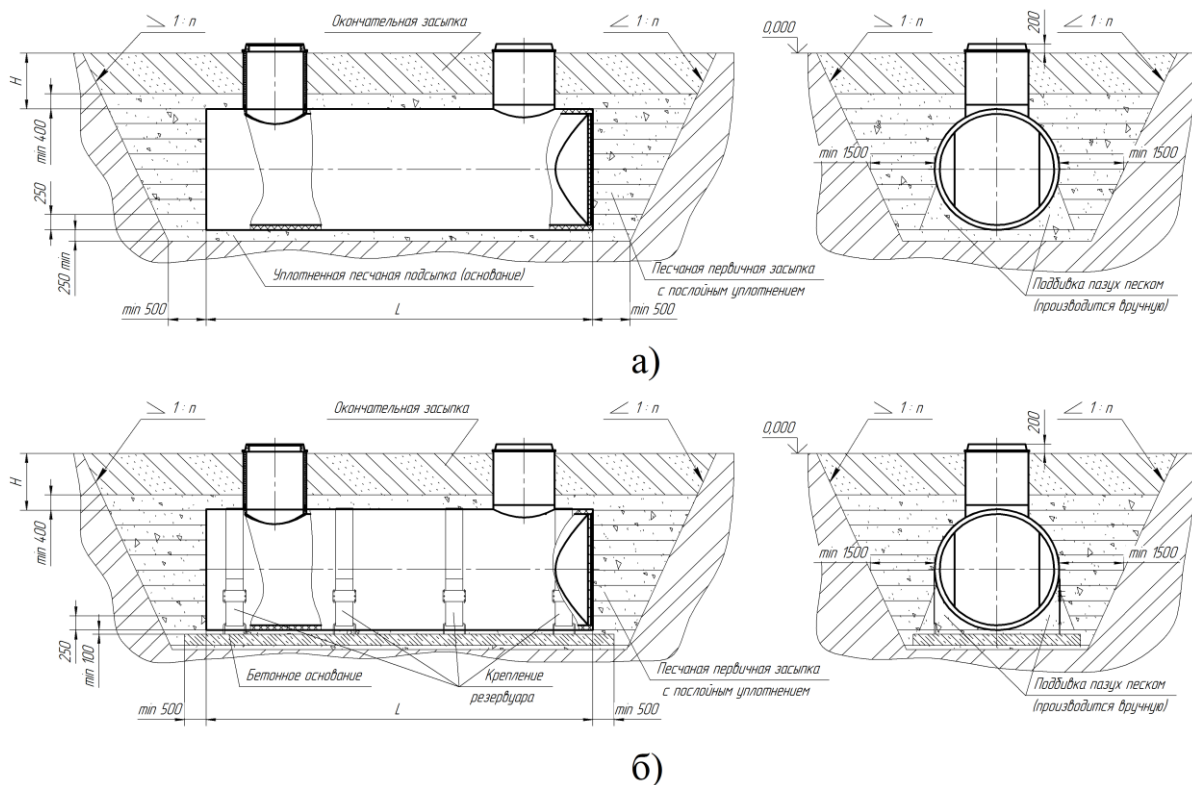 1 : n
Окончательная засыпка
1 : n
0,000
200
1 : n
1 : n
H
min 400
250
250 min
min 1500
min 1500
Уплотненная песчаная подсыпка (основание)
Песчаная первичная засыпка
с послойным уплотнением
Подбивка пазух песком
(производится вручную)
min 500
L
min 500
а)
1 : n
Окончательная засыпка
1 : n
0,000
200
1 : n
1 : n
H
min 400
250
min 100
min 1500
min 1500
Бетонное основание
Крепление
резервуара
Песчаная первичная засыпка
с послойным уплотнением
Подбивка пазух песком
(производится вручную)
min 500
L
min 500
б)